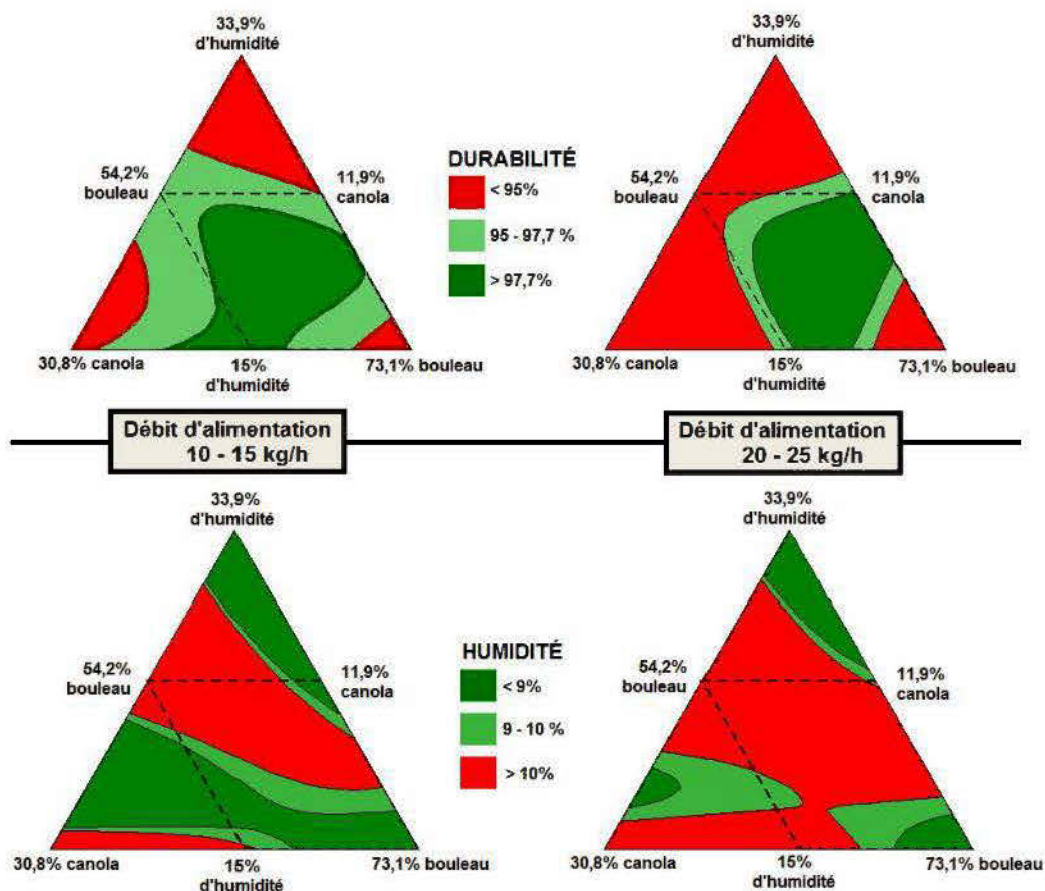 33,9%
d'humidité
33,9%
d'humidité
54,2%
bouleau
11,9%
canola
DURABILITÉ
< 95%
95 - 97,7 %
> 97,7%
54,2%
bouleau
11,9%
canola
30,8% canola
15%
d'humidité
73,1% bouleau
30,8% canola
15%
d'humidité
73,1% bouleau
Débit d'alimentation
10 - 15 kg/h
Débit d'alimentation
20 - 25 kg/h
33,9%
d'humidité
33,9%
d'humidité
54,2%
bouleau
11,9%
canola
HUMIDITÉ
< 9%
9 - 10 %
> 10%
54,2%
bouleau
11,9%
canola
30,8% canola
15%
d'humidité
73,1% bouleau
30,8% canola
15%
d'humidité
73,1% bouleau